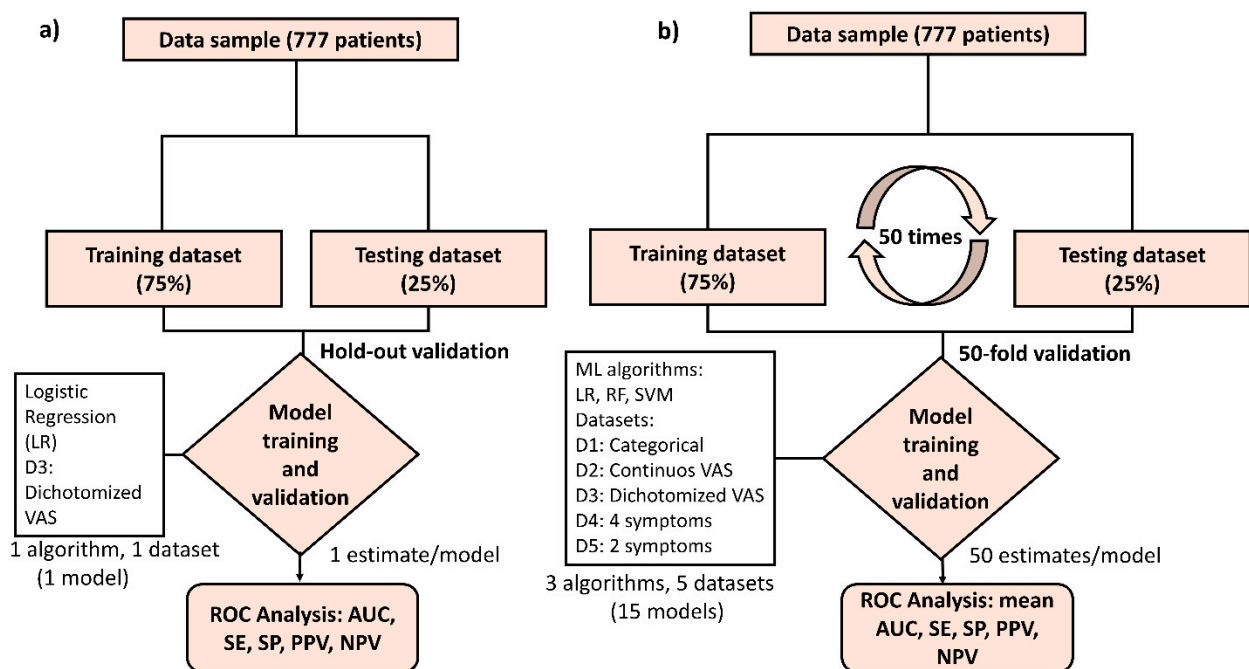 a)
Data sample (777 patients)
Training dataset
(75%)
Testing dataset
(25%)
Hold-out validation
Logistic
Regression
(LR)
D3:
Dichotomized
VAS
1 algorithm, 1 dataset
(1 model)
Model
training
and
validation
1 estimate/model
ROC Analysis: AUC,
SE, SP, PPV, NPV
b)
Data sample (777 patients)
50 times
Training dataset
(75%)
Testing dataset
(25%)
50-fold validation
ML algorithms:
LR, RF, SVM
Datasets:
D1: Categorical
D2: Continuos VAS
D3: Dichotomized VAS
D4: 4 symptoms
D5: 2 symptoms
3 algorithms, 5 datasets
(15 models)
Model
training
and
validation
50 estimates/model
ROC Analysis: mean
AUC, SE, SP, PPV,
NPV